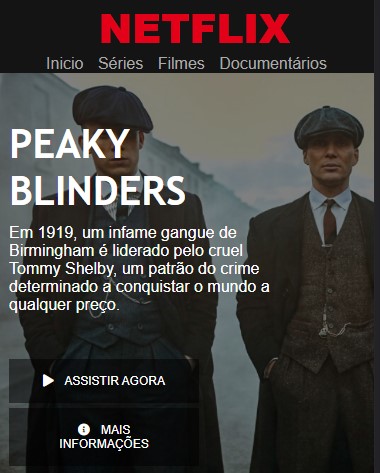 NETFLIX
Inicio Séries Filmes Documentários
PEAKY
BLINDERS
Em 1919, um infame gangue de
Birmingham é liderado pelo cruel
Tommy Shelby, um patrão do crime
determinado a conquistar o mundo a
qualquer preço.
ASSISTIR AGORA
MAIS
INFORMAÇÕES